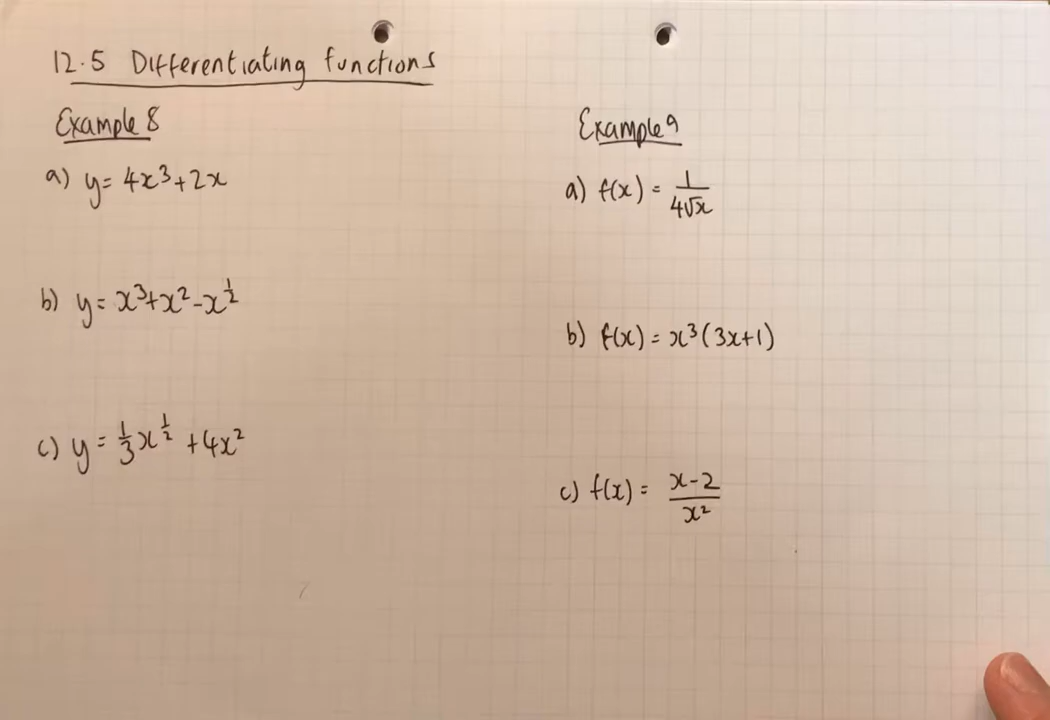 12.5 Differentiating functions
Example 8
a) y = 4x³+2x
b) y = x³+x²-x^½
c) y = ⅓x^½ +4x²
Example 9
a) f(x) = 1/(4√x)
b) f(x) = x³(3x+1)
c) f(x) = (x-2)/x²